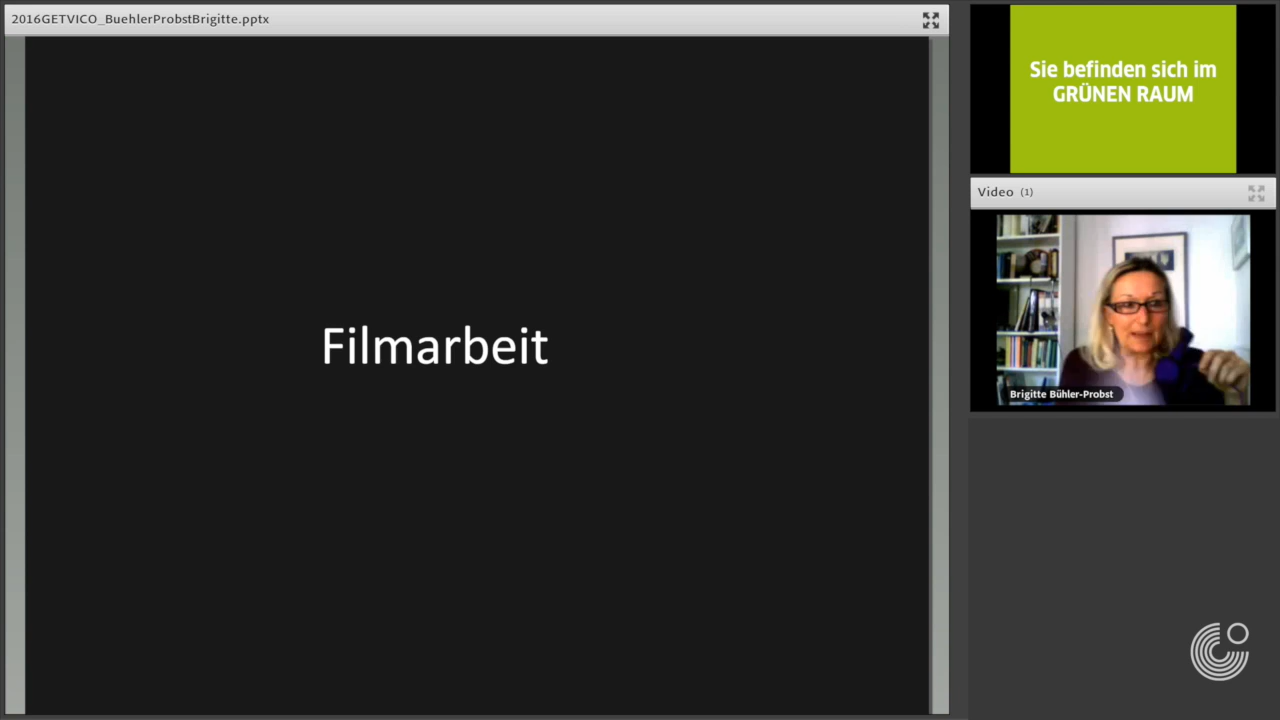 2016GETVICO_BuehlerProbstBrigitte.pptx
Filmarbeit
Sie befinden sich im
GRÜNEN RAUM
Video (1)
Brigitte Bühler-Probst